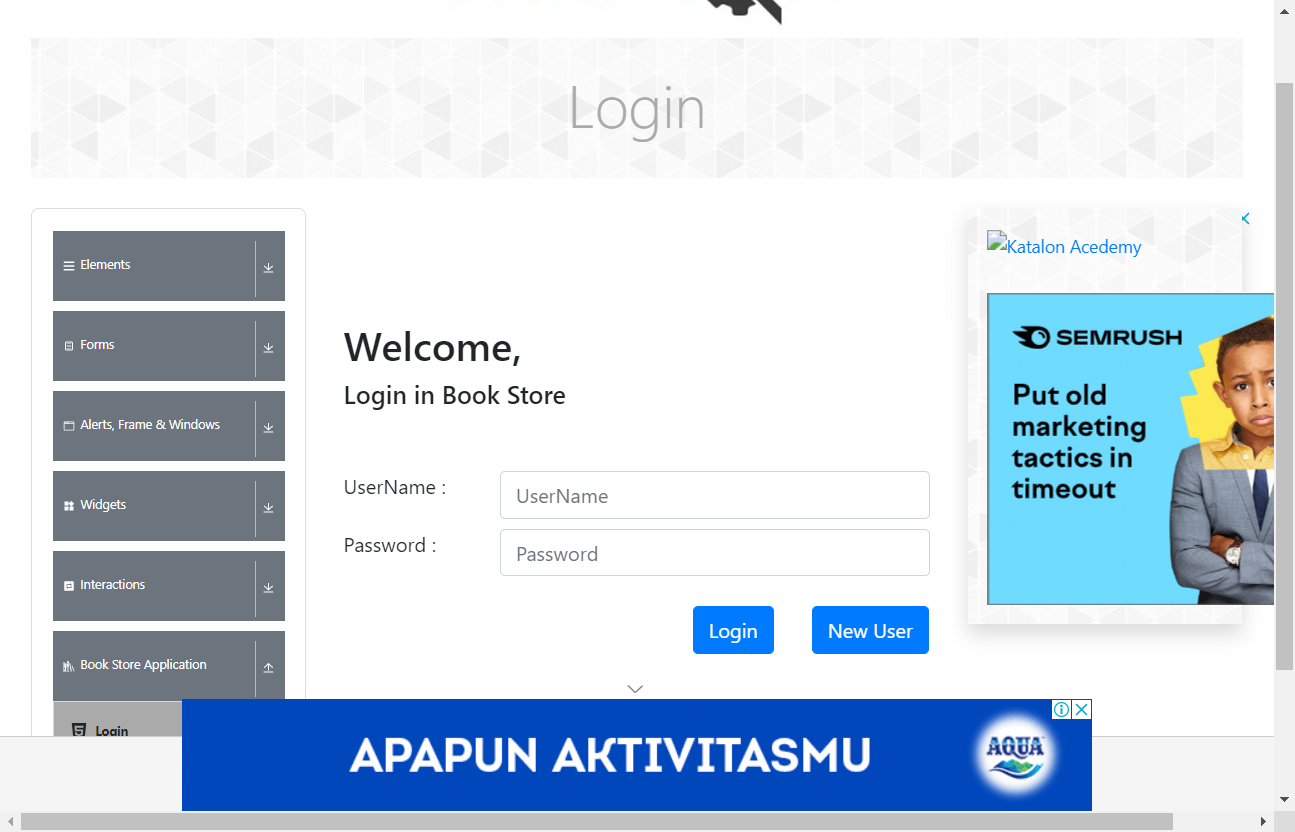 Login
Elements
Forms
Alerts, Frame & Windows
Widgets
Interactions
Book Store Application
Login
Welcome,
Login in Book Store
UserName :
UserName
Password :
Password
Login
New User
Katalon Acedemy
SEMRUSH
Put old
marketing
tactics in
timeout
APAPUN AKTIVITASMU
AQUA